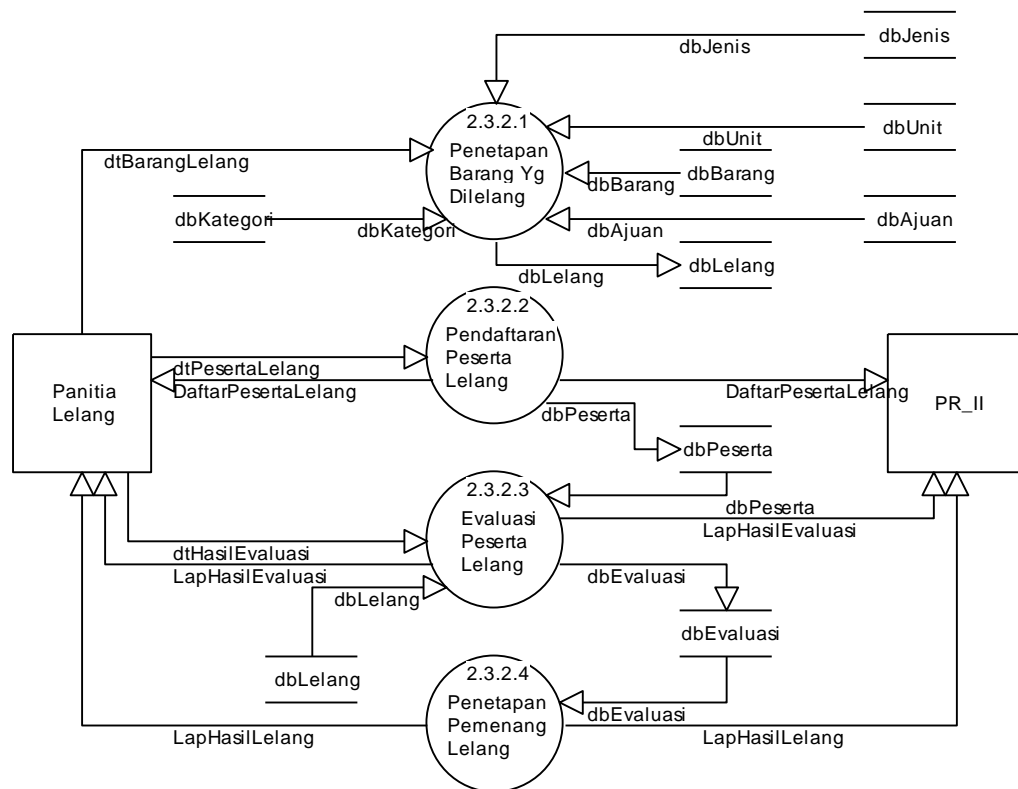 dbJenis
dbJenis
2.3.2.1
Penetapan
Barang Yg
Dilelang
dbUnit
dbUnit
dtBarangLelang
dbBarang
dbBarang
dbKategori
dbKategori
dbAjuan
dbAjuan
dbLelang
dbLelang
2.3.2.2
Pendaftaran
Peserta
Lelang
Panitia
Lelang
dtPesertaLelang
DaftarPesertaLelang
DaftarPesertaLelang
PR_II
dbPeserta
dbPeserta
2.3.2.3
Evaluasi
Peserta
Lelang
dbPeserta
LapHasilEvaluasi
dtHasilEvaluasi
LapHasilEvaluasi
dbEvaluasi
dbLelang
dbEvaluasi
dbLelang
2.3.2.4
Penetapan
Pemenang
Lelang
dbEvaluasi
LapHasilLelang
LapHasilLelang